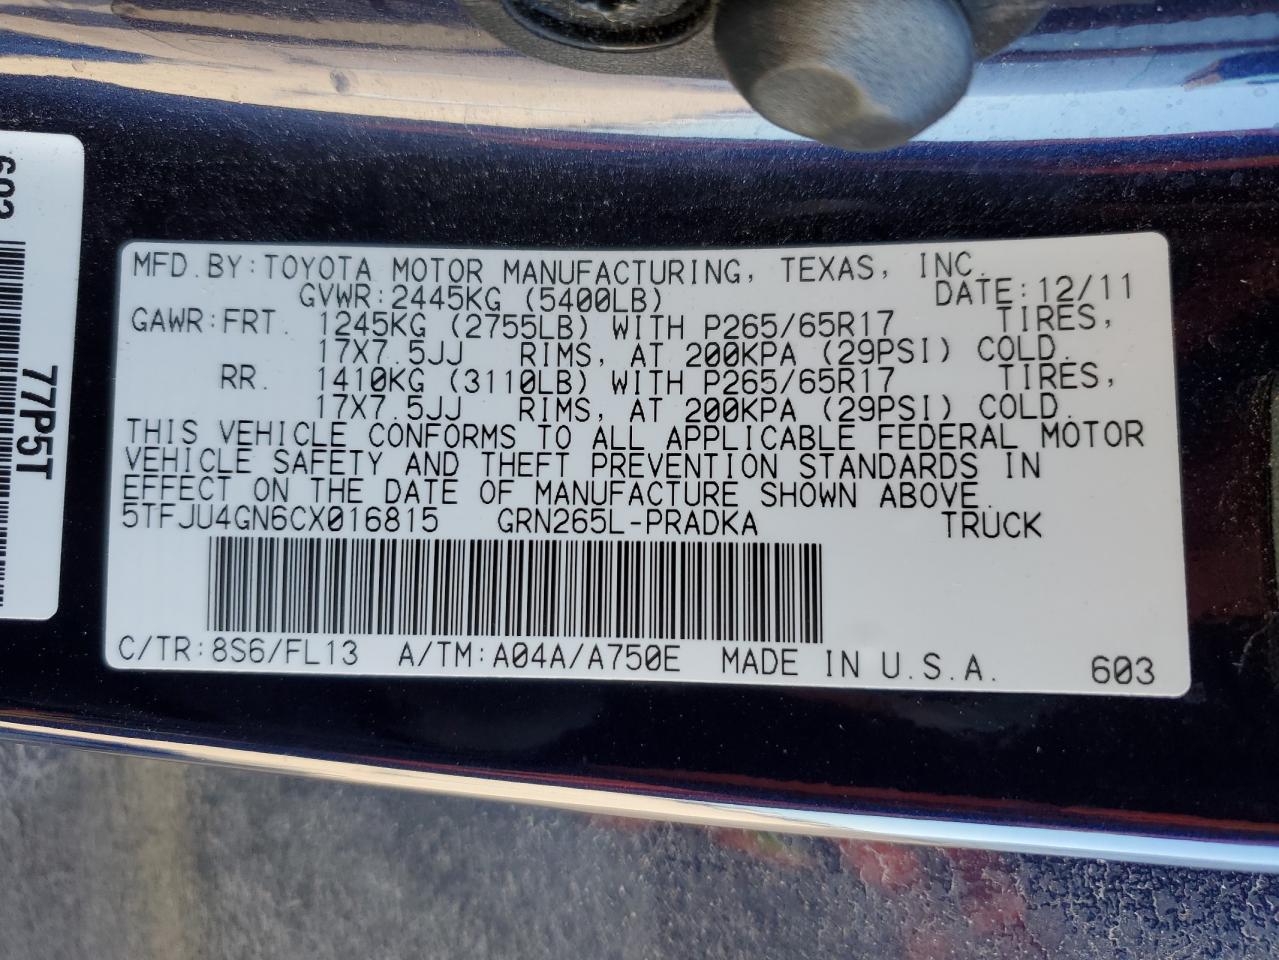 MFD. BY: TOYOTA MOTOR MANUFACTURING, TEXAS, INC.
GVWR: 2445KG (5400LB) DATE: 12/11
GAWR: FRT. 1245KG (2755LB) WITH P265/65R17 TIRES,
17X7.5JJ RIMS, AT 200KPA (29PSI) COLD.
RR. 1410KG (3110LB) WITH P265/65R17 TIRES,
17X7.5JJ RIMS, AT 200KPA (29PSI) COLD.
THIS VEHICLE CONFORMS TO ALL APPLICABLE FEDERAL MOTOR
VEHICLE SAFETY AND THEFT PREVENTION STANDARDS IN
EFFECT ON THE DATE OF MANUFACTURE SHOWN ABOVE.
5TFJU4GN6CX016815 GRN265L-PRADKA TRUCK
C/TR: 8S6/FL13 A/TM: A04A/A750E MADE IN U.S.A. 603
77P5T